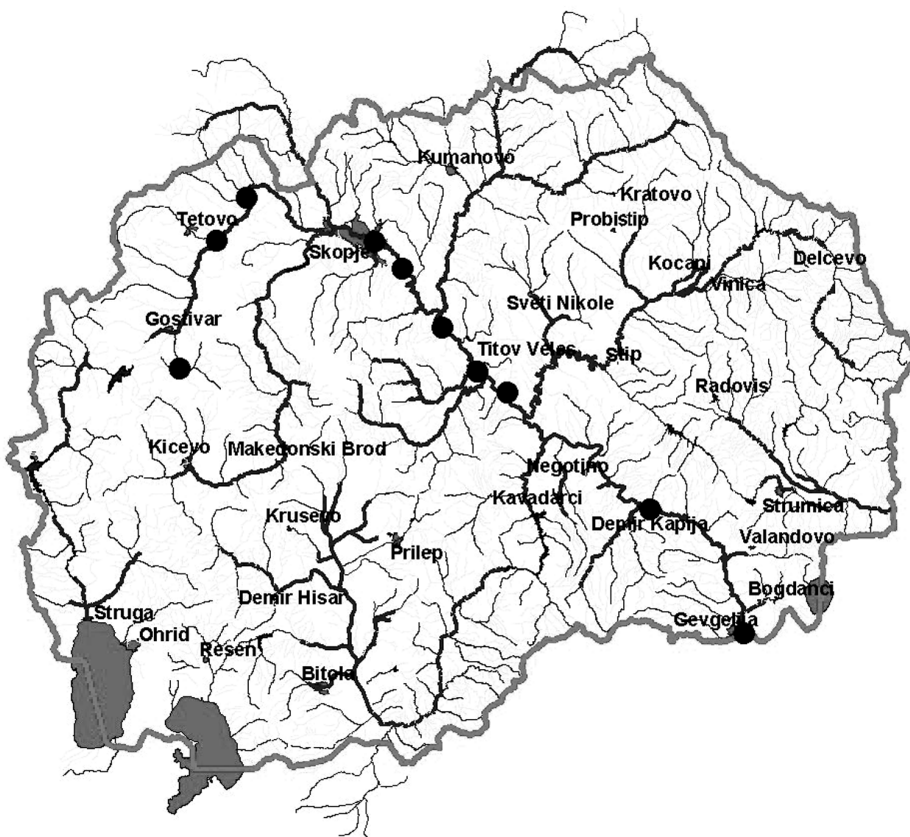 Kumanovo
Kratovo
Tetovo
Probistip
Skopje
Kocani
Delcevo
Vinica
Sveti Nikole
Gostivar
Titov Veles
Stip
Radovis
Kicevo
Makedonski Brod
Negotino
Kavadarci
Strumica
Krusevo
Demir Kapija
Prilep
Valandovo
Demir Hisar
Bogdanci
Struga
Gevgelija
Ohrid
Resen
Bitola